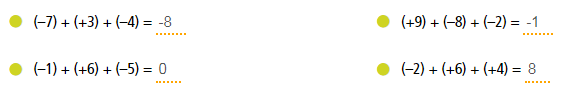 (–7) + (+3) + (–4) = -8
(+9) + (–8) + (–2) = -1
(–1) + (+6) + (–5) = 0
(–2) + (+6) + (+4) = 8